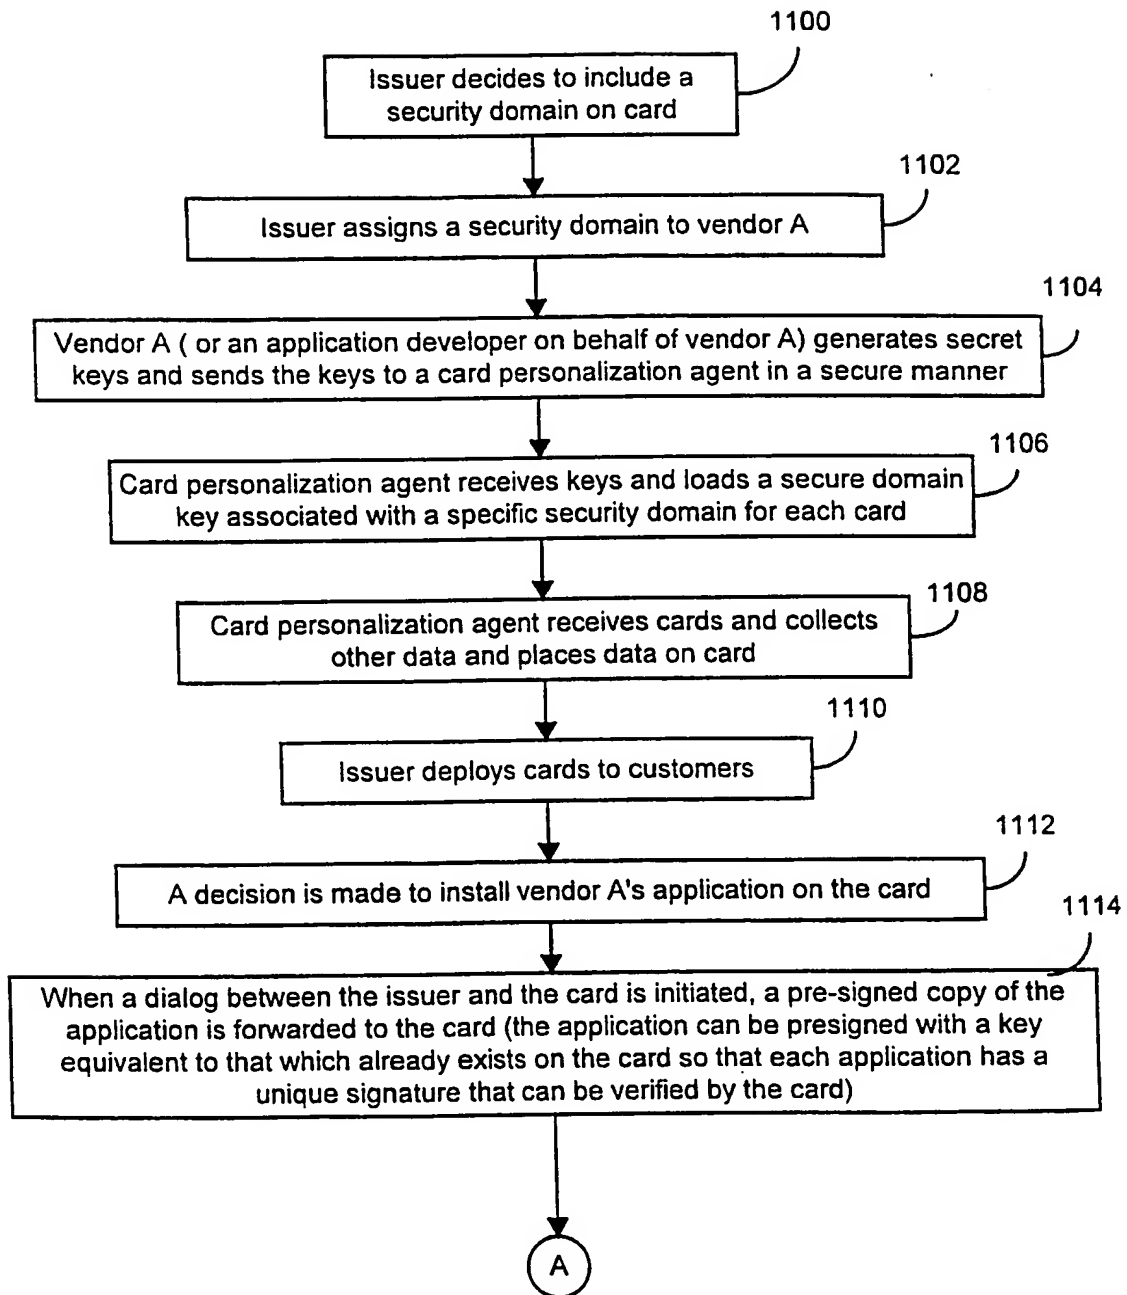 1100
Issuer decides to include a
security domain on card
1102
Issuer assigns a security domain to vendor A
1104
Vendor A ( or an application developer on behalf of vendor A) generates secret
keys and sends the keys to a card personalization agent in a secure manner
1106
Card personalization agent receives keys and loads a secure domain
key associated with a specific security domain for each card
1108
Card personalization agent receives cards and collects
other data and places data on card
1110
Issuer deploys cards to customers
1112
A decision is made to install vendor A's application on the card
1114
When a dialog between the issuer and the card is initiated, a pre-signed copy of the
application is forwarded to the card (the application can be presigned with a key
equivalent to that which already exists on the card so that each application has a
unique signature that can be verified by the card)
A